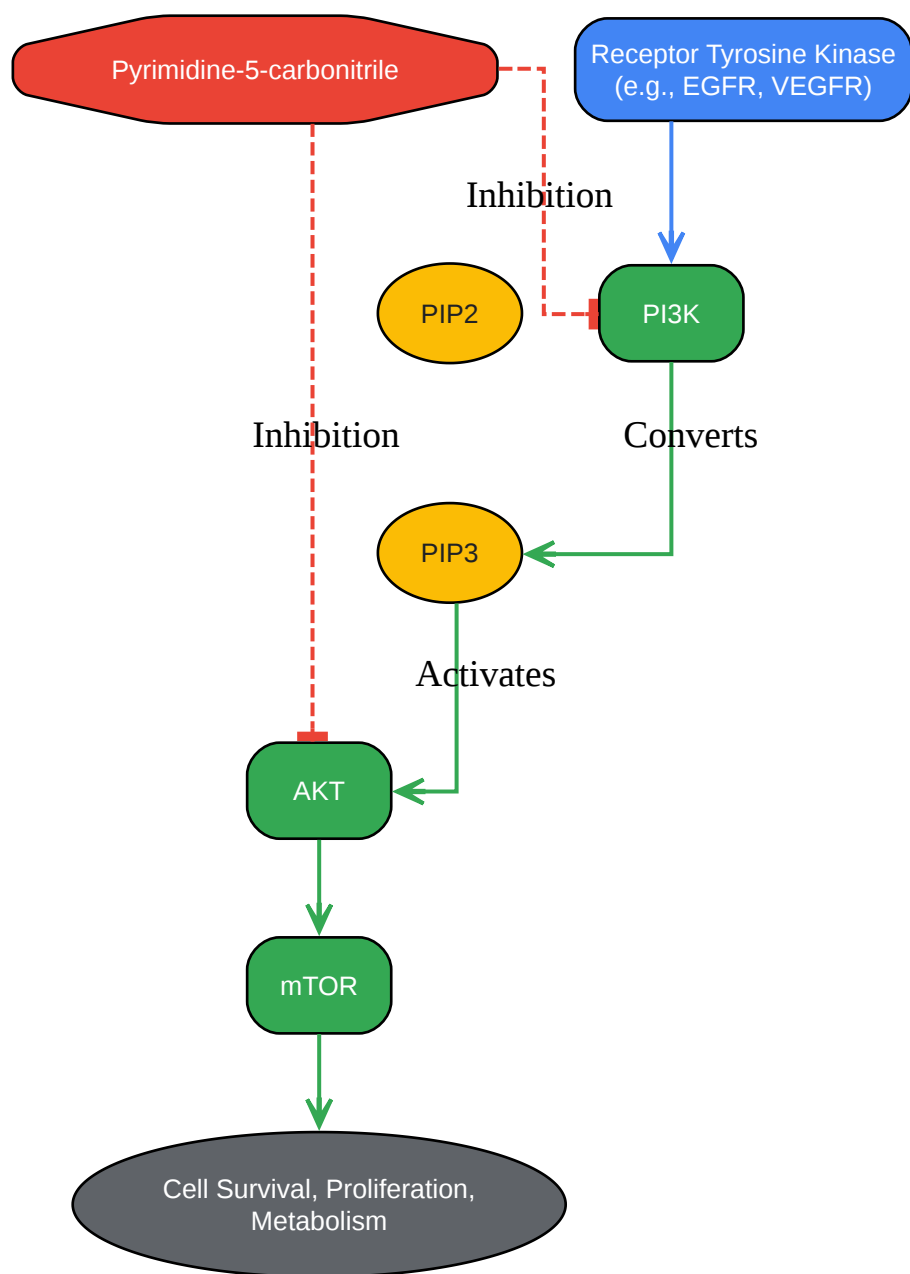 Pyrimidine-5-carbonitrile
Receptor Tyrosine Kinase
(e.g., EGFR, VEGFR)
Inhibition
PIP2
PI3K
Inhibition
Converts
PIP3
Activates
AKT
mTOR
Cell Survival, Proliferation,
Metabolism